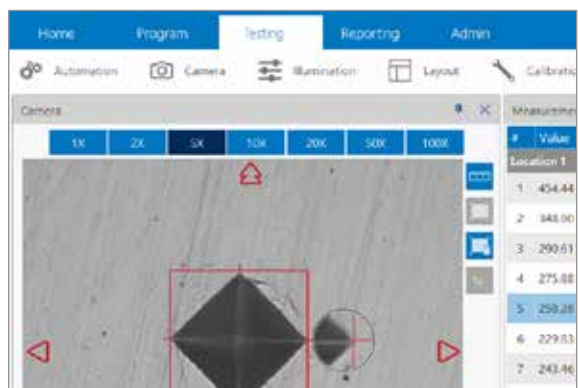 Home Program Testing Reporting Admin
Automation Camera Illumination Layout
Camera
1X 2X 5X 10X 20X 50X 100X
# Value
Location 1
1 454.44
2 348.00
3 290.61
4 275.88
5 258.28
6 229.83
7 243.46